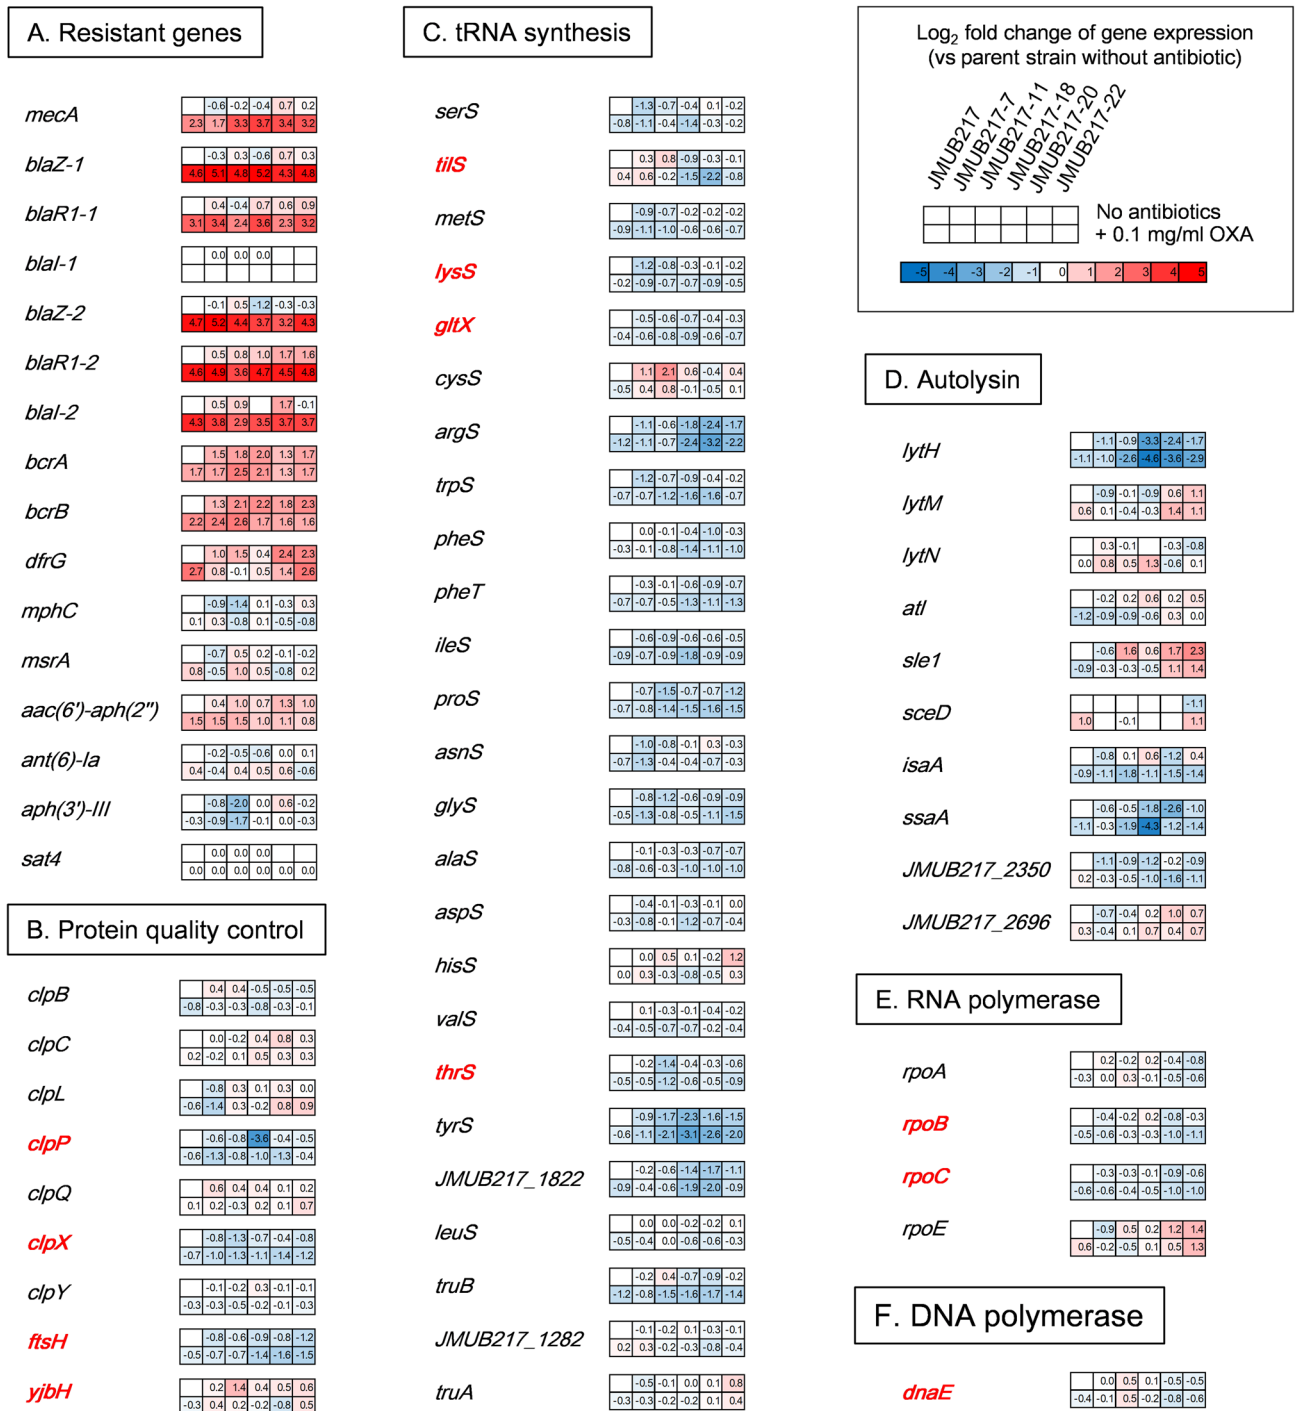 A. Resistant genes
mecA
-0.6 -0.2 -0.4 0.7 0.2
2.3 1.7 3.3 3.7 3.4 3.2
blaZ-1
-0.3 0.3 -0.6 0.7 0.3
4.6 5.1 4.8 5.2 4.3 4.8
blaR1-1
0.4 -0.4 0.7 0.6 0.9
3.1 3.4 2.4 3.6 2.3 3.2
blaI-1
0.0 0.0 0.0
blaZ-2
-0.1 0.5 -1.2 -0.3 -0.3
4.7 5.2 4.4 3.7 3.2 4.3
blaR1-2
0.5 0.8 1.0 1.7 1.6
4.6 4.9 3.6 4.7 4.5 4.8
blaI-2
0.5 0.9 1.7 -0.1
4.3 3.8 2.9 3.5 3.7 3.7
bcrA
1.5 1.8 2.0 1.3 1.7
1.7 1.7 2.5 2.1 1.3 1.7
bcrB
1.3 2.1 2.2 1.8 2.3
2.2 2.4 2.6 1.7 1.6 1.6
dfrG
1.0 1.5 0.4 2.4 2.3
2.7 0.8 -0.1 0.5 1.4 2.6
mphC
-0.9 -1.4 0.1 -0.3 0.3
0.1 0.3 -0.8 0.1 -0.5 -0.8
msrA
-0.7 0.5 0.2 -0.1 -0.2
0.8 -0.5 1.0 0.5 -0.8 0.2
aac(6')-aph(2")
0.4 1.0 0.7 1.3 1.0
1.5 1.5 1.5 1.0 1.1 0.8
ant(6)-Ia
-0.2 -0.5 -0.6 0.0 0.1
0.4 -0.4 0.4 0.5 0.6 -0.6
aph(3')-III
-0.8 -2.0 0.0 0.6 -0.2
-0.3 -0.9 -1.7 -0.1 0.0 -0.3
sat4
0.0 0.0 0.0
0.0 0.0 0.0 0.0 0.0 0.0
B. Protein quality control
clpB
0.4 0.4 -0.5 -0.5 -0.5
-0.8 -0.3 -0.3 -0.8 -0.3 -0.1
clpC
0.0 -0.2 0.4 0.8 0.3
0.2 -0.2 0.1 0.5 0.3 0.3
clpL
-0.8 0.3 0.1 0.3 0.0
-0.6 -1.4 0.3 -0.2 0.8 0.9
clpP
-0.6 -0.8 -3.6 -0.4 -0.5
-0.6 -1.3 -0.8 -1.0 -1.3 -0.4
clpQ
0.6 0.4 0.4 0.1 0.2
0.1 0.2 -0.3 0.2 0.1 0.7
clpX
-0.8 -1.3 -0.7 -0.4 -0.8
-0.7 -1.0 -1.3 -1.1 -1.4 -1.2
clpY
-0.1 -0.2 0.3 -0.1 -0.1
-0.3 -0.3 -0.5 -0.2 -0.1 -0.3
ftsH
-0.8 -0.6 -0.9 -0.8 -1.2
-0.5 -0.7 -0.7 -1.4 -1.6 -1.5
yjbH
0.2 1.4 0.4 0.5 0.6
-0.3 0.4 0.2 -0.2 -0.8 0.5
C. tRNA synthesis
serS
-1.3 -0.7 -0.4 0.1 -0.2
-0.8 -1.1 -0.4 -1.4 -0.3 -0.2
tilS
0.3 0.8 -0.9 -0.3 -0.1
0.4 0.6 -0.2 -1.5 -2.2 -0.8
metS
-0.9 -0.7 -0.2 -0.2 -0.2
-0.9 -1.1 -1.0 -0.6 -0.6 -0.7
lysS
-1.2 -0.8 -0.3 -0.1 -0.2
-0.2 -0.9 -0.7 -0.7 -0.9 -0.5
gltX
-0.5 -0.6 -0.7 -0.4 -0.3
-0.4 -0.6 -0.8 -0.9 -0.6 -0.7
cysS
1.1 2.1 0.6 -0.4 0.4
-0.5 0.4 0.8 -0.1 -0.5 0.1
argS
-1.1 -0.6 -1.8 -2.4 -1.7
-1.2 -1.1 -0.7 -2.4 -3.2 -2.2
trpS
-1.2 -0.7 -0.9 -0.4 -0.2
-0.7 -0.7 -1.2 -1.6 -1.6 -0.7
pheS
0.0 -0.1 -0.4 -1.0 -0.3
-0.3 -0.1 -0.8 -1.4 -1.1 -1.0
pheT
-0.3 -0.1 -0.6 -0.9 -0.7
-0.7 -0.7 -0.5 -1.3 -1.1 -1.3
ileS
-0.6 -0.9 -0.6 -0.6 -0.5
-0.9 -0.7 -0.9 -1.8 -0.9 -0.9
proS
-0.7 -1.5 -0.7 -0.7 -1.2
-0.7 -0.8 -1.4 -1.5 -1.6 -1.5
asnS
-1.0 -0.8 -0.1 0.3 -0.3
-0.7 -1.3 -0.4 -0.4 -0.7 -0.3
glyS
-0.8 -1.2 -0.6 -0.9 -0.9
-0.5 -1.3 -0.8 -0.5 -1.1 -1.5
alaS
-0.1 -0.3 -0.3 -0.7 -0.7
-0.8 -0.6 -0.3 -1.0 -1.0 -1.0
aspS
-0.4 -0.1 -0.3 -0.1 0.0
-0.3 -0.8 -0.1 -1.2 -0.7 -0.4
hisS
0.0 0.5 0.1 -0.2 1.2
0.0 0.3 -0.3 -0.8 -0.5 0.3
valS
0.1 -0.3 -0.1 -0.4 -0.2
-0.4 -0.5 -0.7 -0.7 -0.2 -0.4
thrS
-0.2 -1.4 -0.4 -0.3 -0.6
-0.5 -0.5 -1.2 -0.6 -0.5 -0.9
tyrS
-0.9 -1.7 -2.3 -1.6 -1.5
-0.6 -1.1 -2.1 -3.1 -2.6 -2.0
JMUB217_1822
-0.2 -0.6 -1.4 -1.7 -1.1
-0.9 -0.4 -0.6 -1.9 -2.0 -0.9
leuS
0.0 0.0 -0.2 -0.2 0.1
-0.5 -0.4 0.0 -0.6 -0.6 -0.3
truB
-0.2 0.4 -0.7 -0.9 -0.2
-1.2 -0.8 -1.5 -1.6 -1.7 -1.4
JMUB217_1282
-0.1 -0.2 0.1 -0.3 -0.1
0.2 0.3 -0.2 -0.3 -0.8 -0.4
truA
-0.5 -0.1 0.0 0.1 0.8
-0.3 -0.3 -0.2 -0.2 0.1 0.4
Log2 fold change of gene expression
(vs parent strain without antibiotic)
JMUB217
JMUB217-7
JMUB217-11
JMUB217-18
JMUB217-20
JMUB217-22
No antibiotics
+ 0.1 mg/ml OXA
-5 -4 -3 -2 -1 0 1 2 3 4 5
D. Autolysin
lytH
-1.1 -0.9 -3.3 -2.4 -1.7
-1.1 -1.0 -2.6 -4.6 -3.6 -2.9
lytM
-0.9 -0.1 -0.9 0.6 1.1
0.6 0.1 -0.4 -0.3 1.4 1.1
lytN
0.3 -0.1 -0.3 -0.8
0.0 0.8 0.5 1.3 -0.6 0.1
atl
-0.2 0.2 0.6 0.2 0.5
-1.2 -0.9 -0.9 -0.6 0.3 0.0
sle1
-0.6 1.6 0.6 1.7 2.3
-0.9 -0.3 -0.3 -0.5 1.1 1.4
sceD
-1.1
1.0 -0.1 1.1
isaA
-0.8 0.1 0.6 -1.2 0.4
-0.9 -1.1 -1.8 -1.1 -1.5 -1.4
ssaA
-0.6 -0.5 -1.8 -2.6 -1.0
-1.1 -0.3 -1.9 -4.3 -1.2 -1.4
JMUB217_2350
-1.1 -0.9 -1.2 -0.2 -0.9
0.2 -0.3 -0.5 -1.0 -1.6 -1.1
JMUB217_2696
-0.7 -0.4 0.2 1.0 0.7
0.3 -0.4 0.1 0.7 0.4 0.7
E. RNA polymerase
rpoA
0.2 -0.2 0.2 -0.4 -0.8
-0.3 0.0 0.3 -0.1 -0.5 -0.6
rpoB
-0.4 -0.2 0.2 -0.8 -0.3
-0.5 -0.6 -0.3 -0.3 -1.0 -1.1
rpoC
-0.3 -0.3 -0.1 -0.9 -0.6
-0.6 -0.6 -0.4 -0.5 -1.0 -1.0
rpoE
-0.9 0.5 0.2 1.2 1.4
0.6 -0.2 -0.5 0.1 0.5 1.3
F. DNA polymerase
dnaE
0.0 0.5 0.1 -0.5 -0.5
-0.4 -0.1 0.5 -0.2 -0.8 -0.6